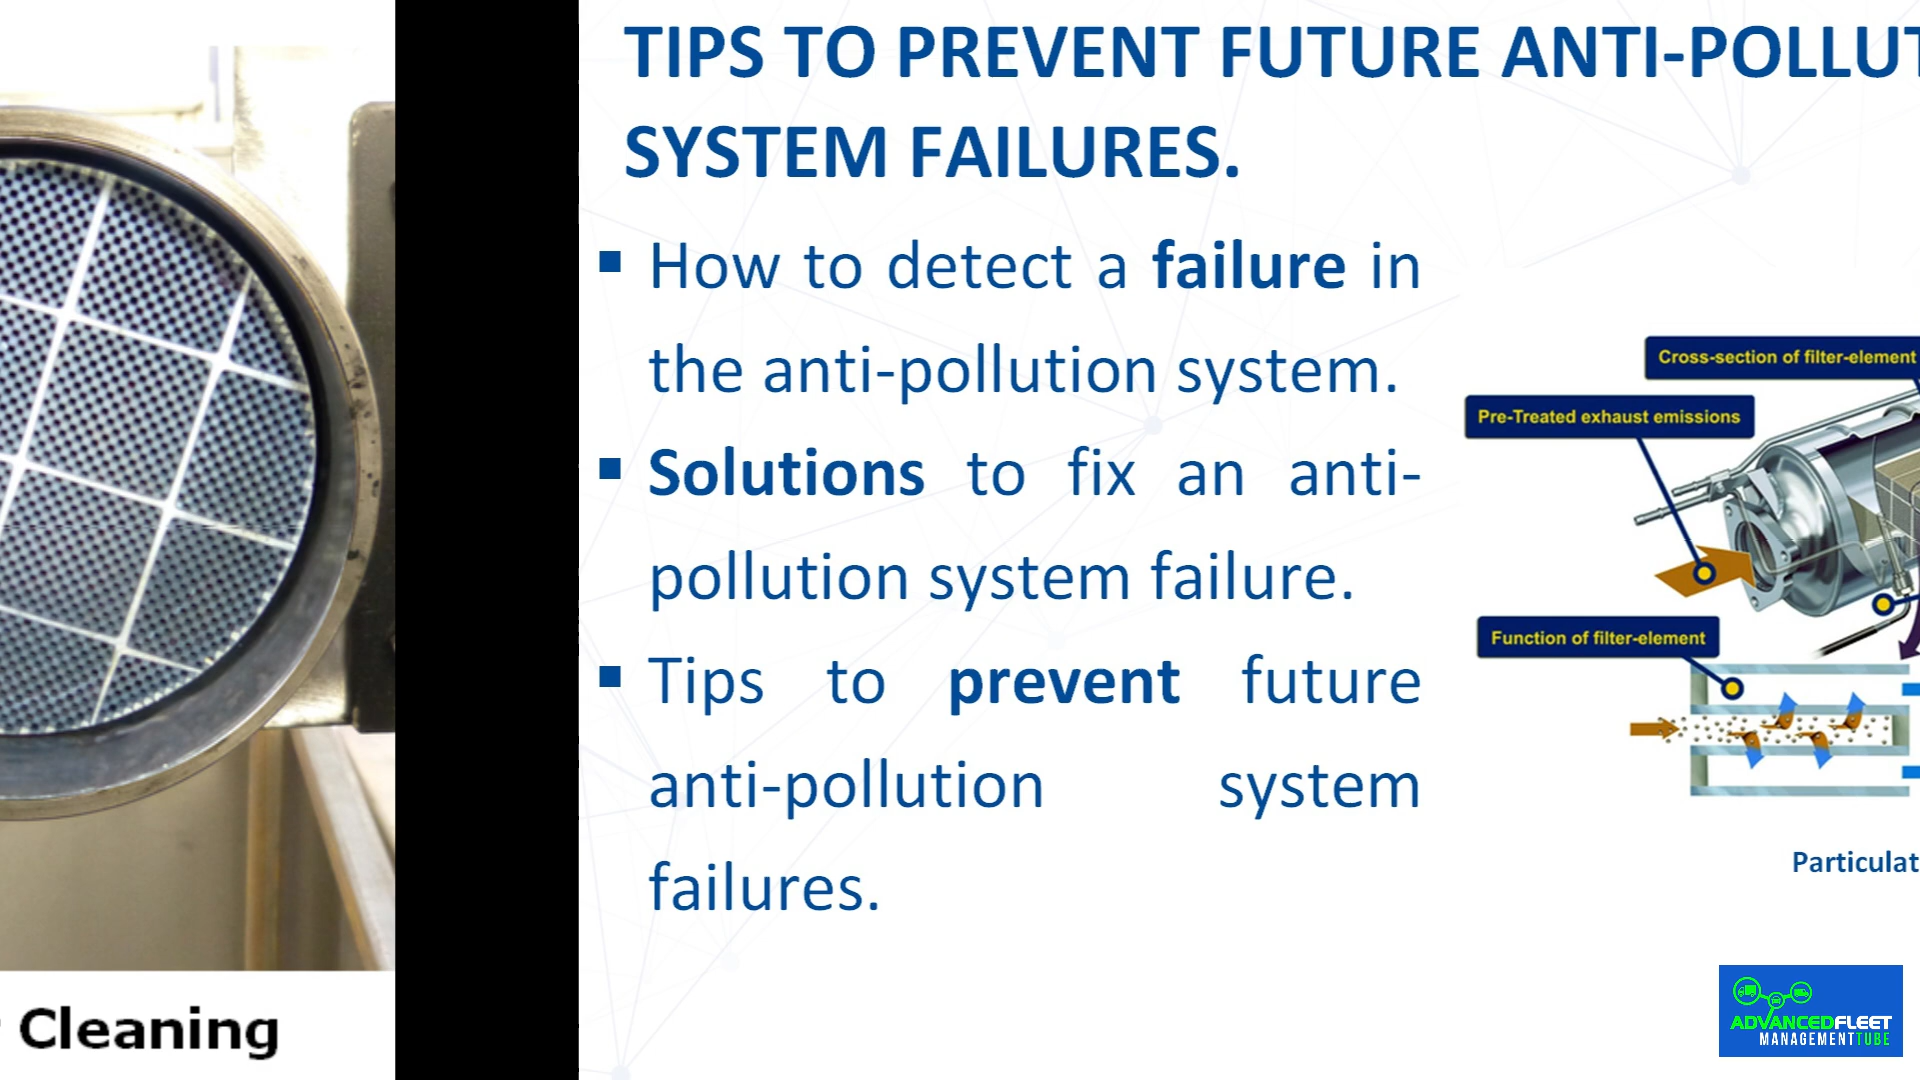 TIPS TO PREVENT FUTURE ANTI-POLLUT
SYSTEM FAILURES.
▪ How to detect a failure in
the anti-pollution system.
▪ Solutions to fix an anti-
pollution system failure.
▪ Tips to prevent future
anti-pollution system
failures.
Cross-section of filter-element
Pre-Treated exhaust emissions
Function of filter-element
Particulat
Cleaning
ADVANCEDFLEET
MANAGEMENTTUBE